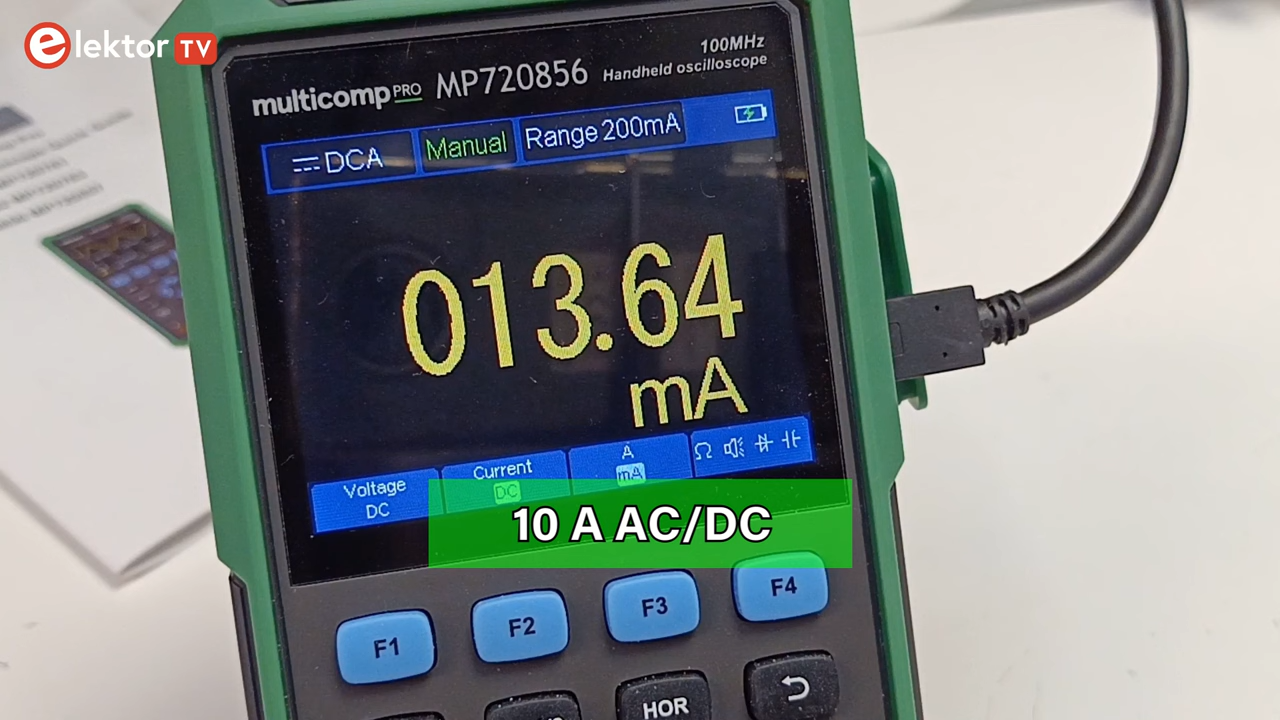 elektor TV
100MHz
multicomp PRO MP720856 Handheld oscilloscope
DCA Manual Range 200mA
013.64
mA
Voltage
DC
Current
DC
A
mA
Ω
10 A AC/DC
F1 F2 F3 F4
HOR